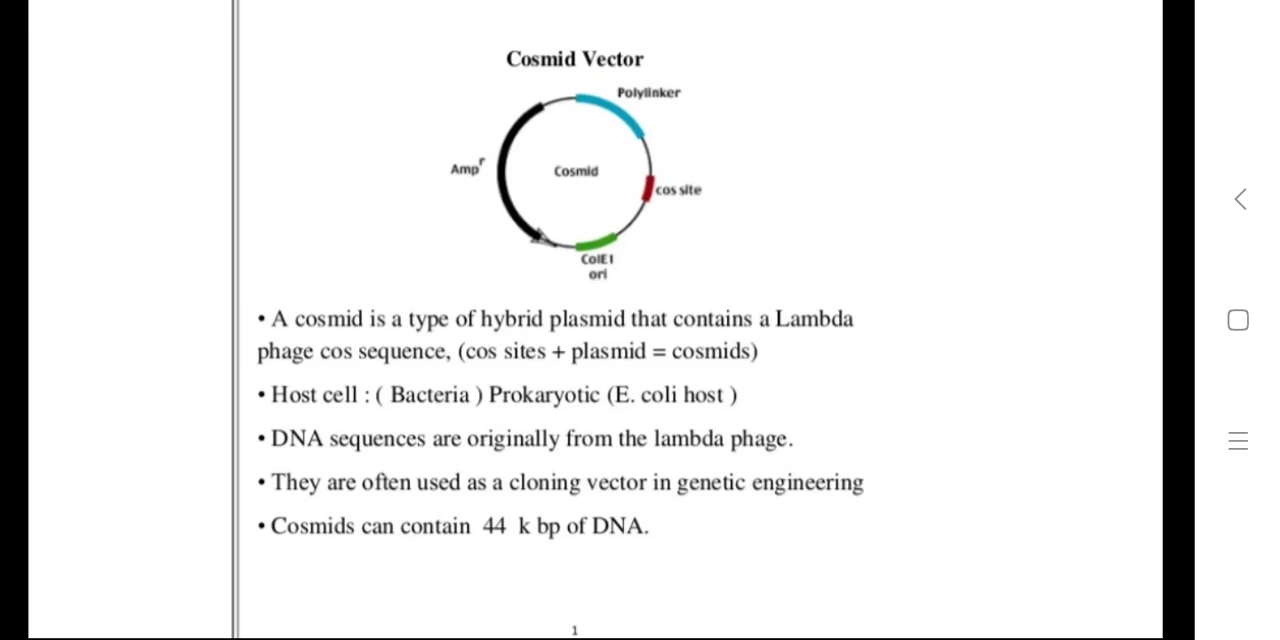 Cosmid Vector
Polylinker
Ampʳ
Cosmid
cos site
ColE1
ori
• A cosmid is a type of hybrid plasmid that contains a Lambda
phage cos sequence, (cos sites + plasmid = cosmids)
• Host cell : ( Bacteria ) Prokaryotic (E. coli host )
• DNA sequences are originally from the lambda phage.
• They are often used as a cloning vector in genetic engineering
• Cosmids can contain  44  k bp of DNA.
1